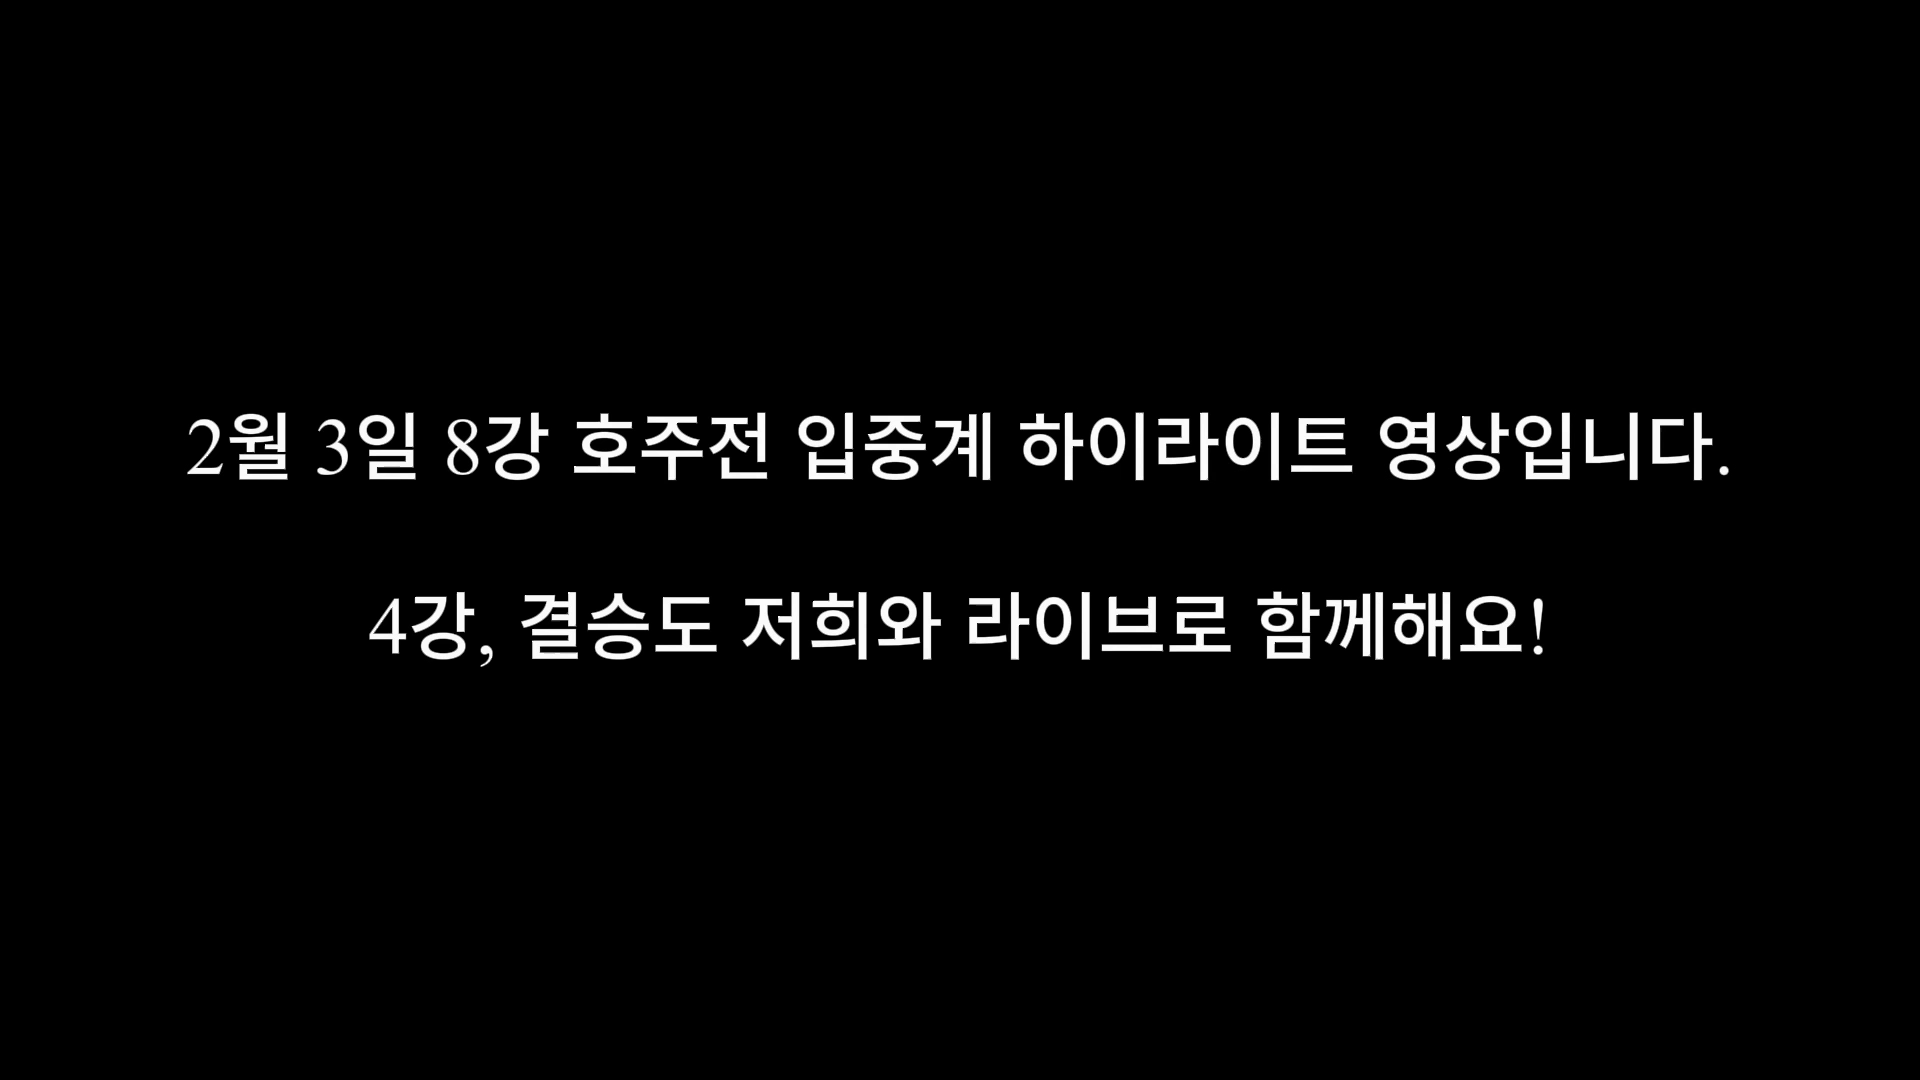 2월 3일 8강 호주전 입중계 하이라이트 영상입니다.
4강, 결승도 저희와 라이브로 함께해요!